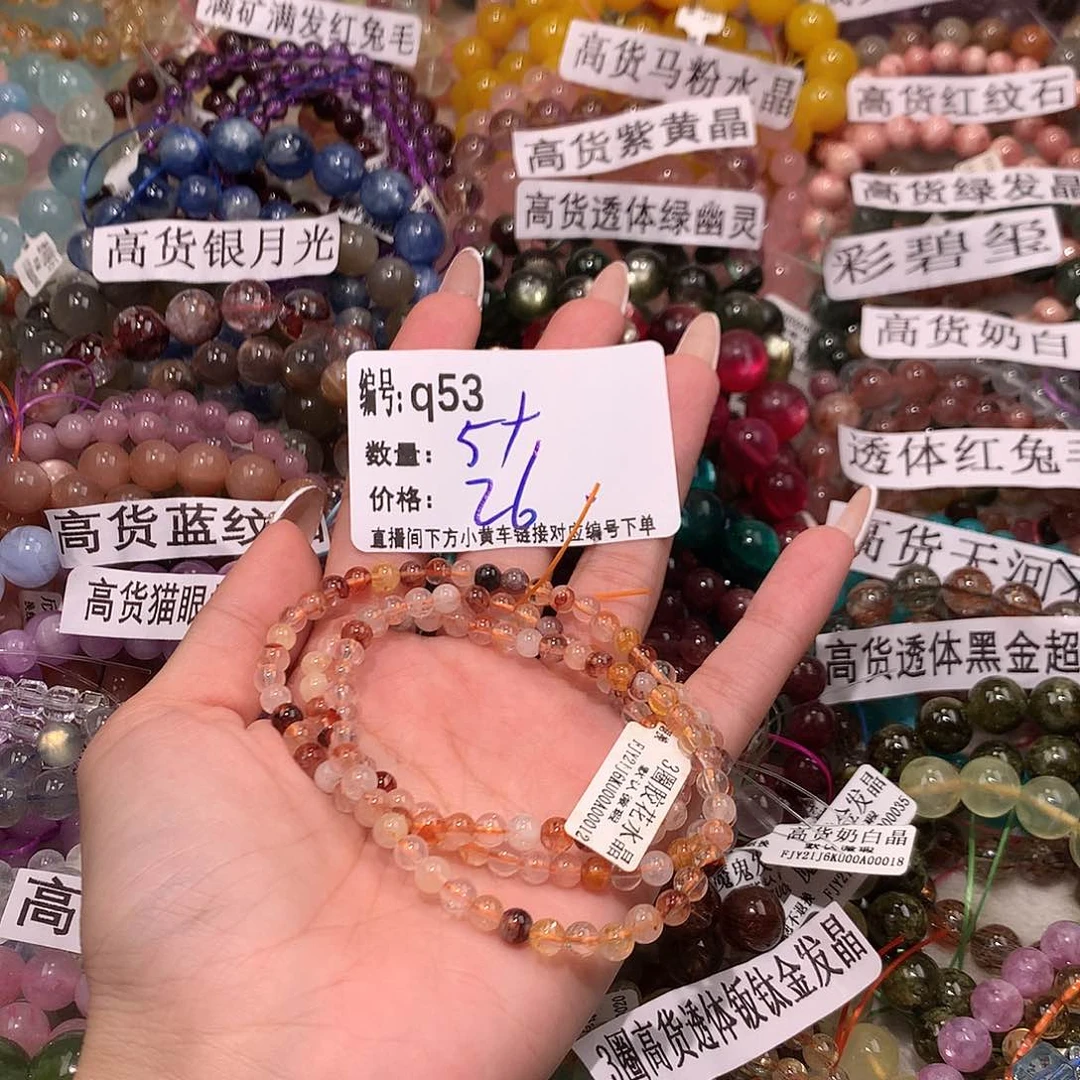 满矿满发红兔毛
高货马粉水晶
高货紫黄晶
高货红纹石
高货透体绿幽灵
高货绿发晶
彩碧玺
高货银月光
高货奶白
编号: q53
数量: 5+
价格: 26
直播间下方小黄车链接对应编号下单
透体红兔毛
高货蓝纹
高货天河
高货猫眼
高货透体黑金超
3圈胶花水晶
FJY21J6KU00A00012
高货奶白晶
FJY21J6KU00A00018
高
3圈高货透体钣钛金发晶